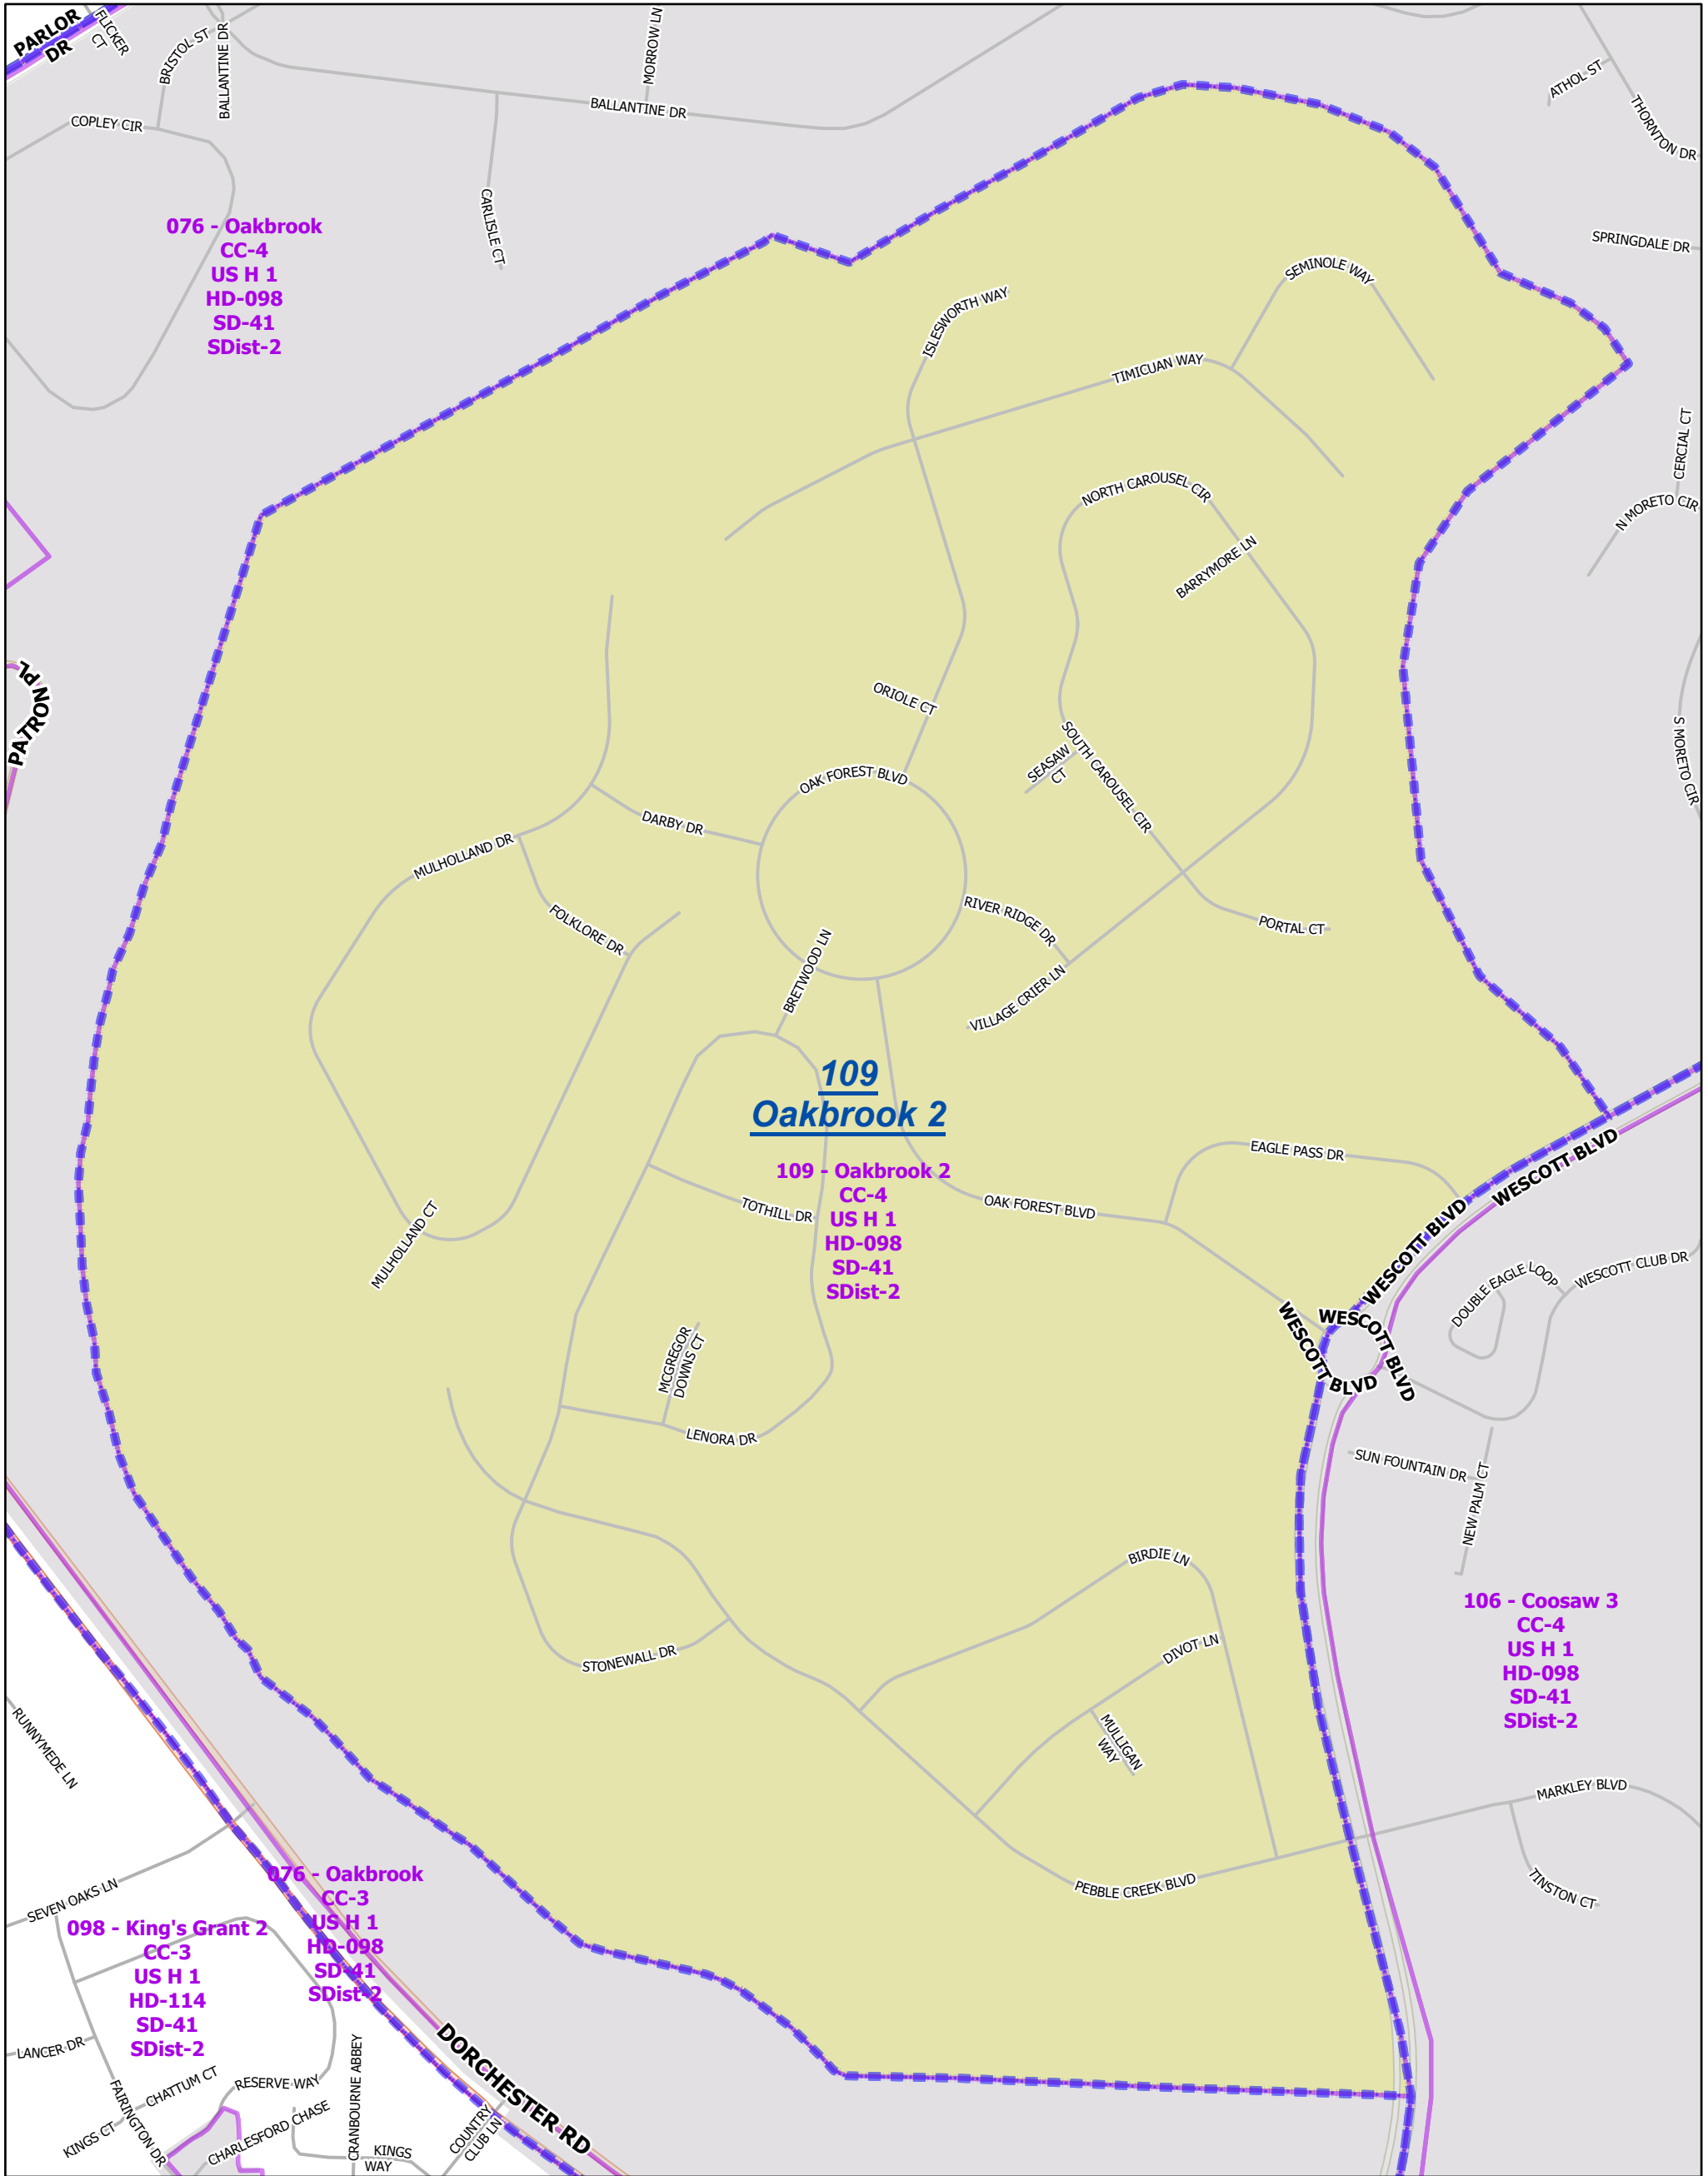 PARLOR
DR
FLICKER
CT
BRISTOL ST
BALLANTINE DR
MORROW LN
BALLANTINE DR
COPLEY CIR
CARLISLE CT
ATHOL ST
THORNTON DR
SPRINGDALE DR
076 - Oakbrook
CC-4
US H 1
HD-098
SD-41
SDist-2
ISLESWORTH WAY
SEMINOLE WAY
TIMICUAN WAY
CERCIAL CT
N MORETO CIR
NORTH CAROUSEL CIR
BARRYMORE LN
PATRON PL
ORIOLE CT
S MORETO CIR
SEASAW
CT
SOUTH CAROUSEL CIR
OAK FOREST BLVD
DARBY DR
MULHOLLAND DR
FOLKLORE DR
RIVER RIDGE DR
PORTAL CT
BRETWOOD LN
VILLAGE CRIER LN
109
Oakbrook 2
109 - Oakbrook 2
CC-4
US H 1
HD-098
SD-41
SDist-2
EAGLE PASS DR
WESCOTT BLVD
TOTHILL DR
OAK FOREST BLVD
MULHOLLAND CT
WESCOTT BLVD
WESCOTT CLUB DR
DOUBLE EAGLE LOOP
WESCOTT BLVD
WESCOTT BLVD
MCGREGOR
DOWNS CT
LENORA DR
SUN FOUNTAIN DR
NEW PALM CT
BIRDIE LN
DIVOT LN
STONEWALL DR
MULLIGAN
WAY
106 - Coosaw 3
CC-4
US H 1
HD-098
SD-41
SDist-2
RUNNYMEDE LN
MARKLEY BLVD
PEBBLE CREEK BLVD
TINSTON CT
SEVEN OAKS LN
076 - Oakbrook
CC-3
US H 1
HD-098
SD-41
SDist-2
098 - King's Grant 2
CC-3
US H 1
HD-114
SD-41
SDist-2
LANCER DR
DORCHESTER RD
CHATTUM CT
RESERVE WAY
CRANBOURNE ABBEY
KINGS CT
FAIRINGTON DR
CHARLESFORD CHASE
KINGS
WAY
COUNTRY
CLUB LN